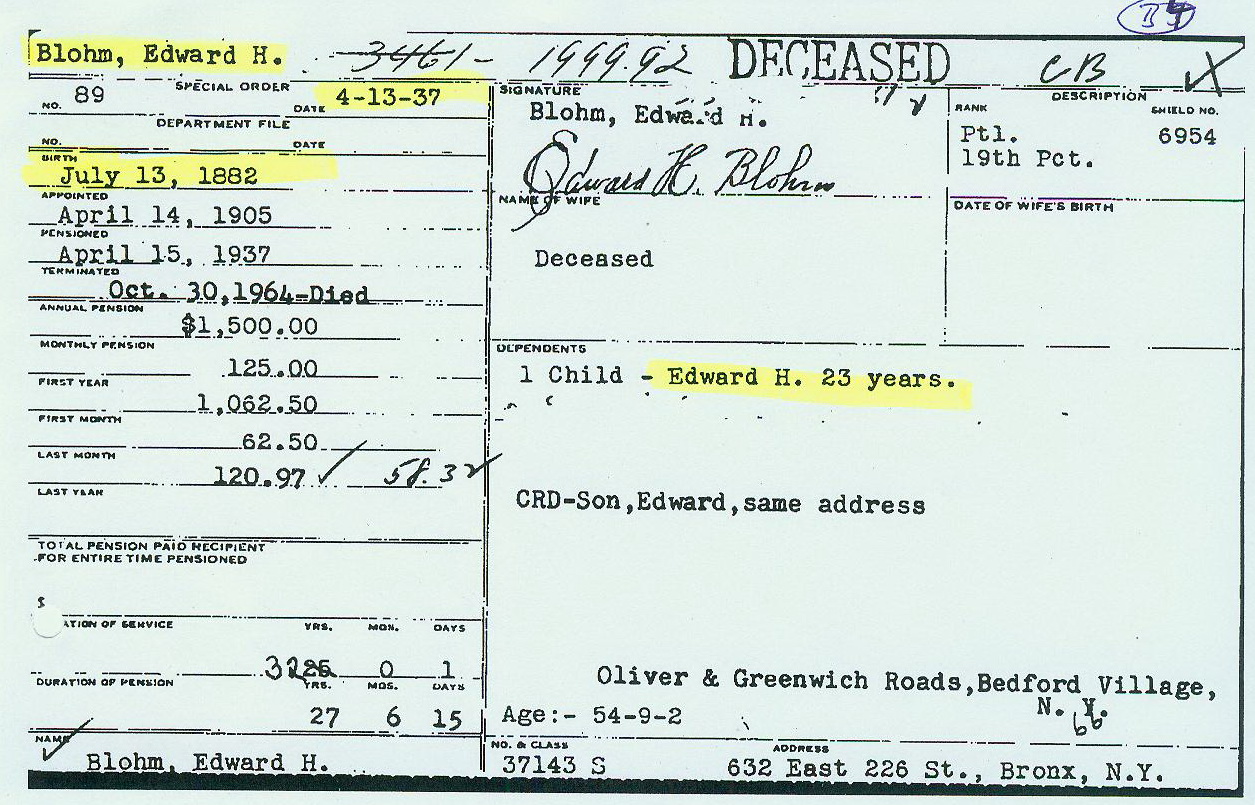 B
Blohm, Edward H. 3461- 1999.92 DECEASED CB
NO. 89 SPECIAL ORDER DATE 4-13-37
DEPARTMENT FILE
NO. DATE
BIRTH
July 13, 1882
APPOINTED
April 14, 1905
PENSIONED
April 15, 1937
TERMINATED
Oct. 30,1964-Died
ANNUAL PENSION
$1,500.00
MONTHLY PENSION
125.00
FIRST YEAR
1,062.50
FIRST MONTH
62.50
LAST MONTH
120.97 58.3
LAST YEAR
TOTAL PENSION PAID RECIPIENT
FOR ENTIRE TIME PENSIONED
$
ATION OF SERVICE YRS. MOS. DAYS
32 0 1
DURATION OF PENSION YRS. MOS. DAYS
27 6 15
NAME
Blohm, Edward H.
SIGNATURE
Blohm, Edward H.
Edward H. Blohm
NAME OF WIFE
Deceased
DESCRIPTION
RANK SHIELD NO.
Ptl. 6954
19th Pct.
DATE OF WIFE'S BIRTH
DEPENDENTS
1 Child - Edward H. 23 years.
CRD-Son,Edward,same address
Oliver & Greenwich Roads,Bedford Village,
N. Y.
66
Age:- 54-9-2
NO. & CLASS ADDRESS
37143 S 632 East 226 St., Bronx, N.Y.